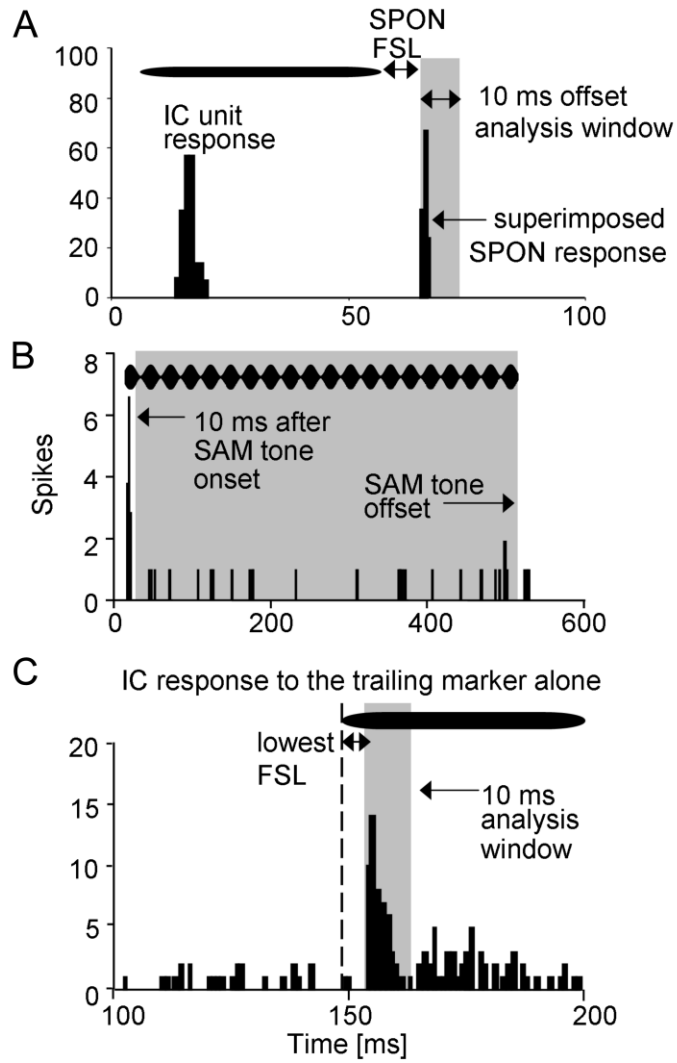 A
SPON
FSL
100
80
60
40
20
0
IC unit
response
10 ms offset
analysis window
superimposed
SPON response
0
50
100
B
8
6
4
2
0
Spikes
10 ms after
SAM tone
onset
SAM tone
offset
0
200
400
600
C
IC response to the trailing marker alone
lowest
FSL
20
15
10
5
0
10 ms
analysis
window
100
150
200
Time [ms]